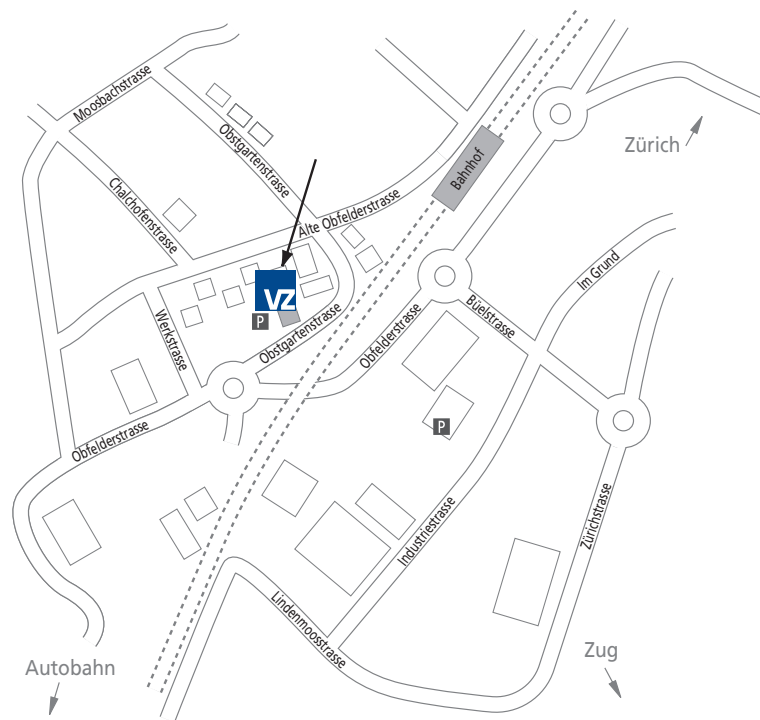 Moosbachstrasse
Obstgartenstrasse
Chalchofenstrasse
Alte Obfelderstrasse
Bahnhof
Zürich
Im Grund
VZ
P
Werkstrasse
Obstgartenstrasse
Obfelderstrasse
Büelstrasse
Obfelderstrasse
P
Industriestrasse
Zürichstrasse
Lindenmoosstrasse
Autobahn
Zug